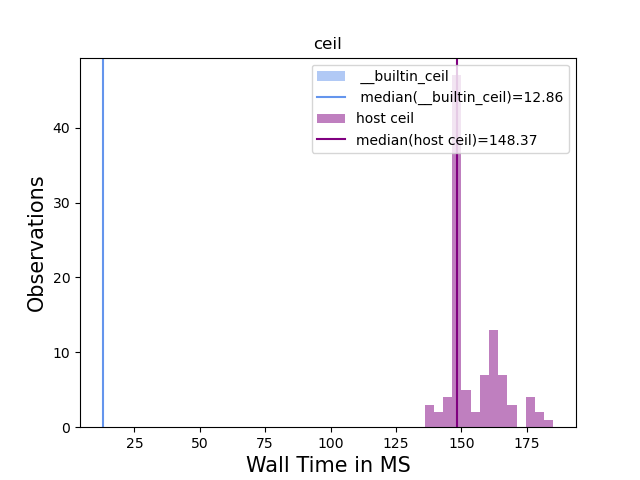 ceil
__builtin_ceil
median(__builtin_ceil)=12.86
host ceil
median(host ceil)=148.37
Observations
40
30
20
10
0
25 50 75 100 125 150 175
Wall Time in MS